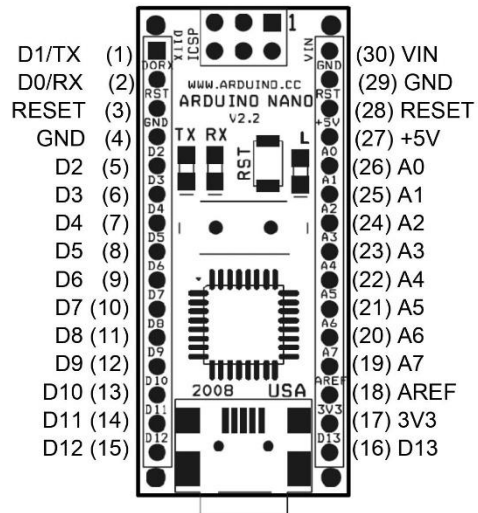 D1/TX (1)
D0/RX (2)
RESET (3)
GND (4)
D2 (5)
D3 (6)
D4 (7)
D5 (8)
D6 (9)
D7 (10)
D8 (11)
D9 (12)
D10 (13)
D11 (14)
D12 (15)
D1TX
DORX
RST
GND
D2
D3
D4
D5
D6
D7
D8
D9
D10
D11
D12
ICSP
1
WWW.ARDUINO.CC
ARDUINO NANO
V2.2
TX RX
RST
L
2008 USA
VIN
GND
RST
+5V
A0
A1
A2
A3
A4
A5
A6
A7
AREF
3V3
D13
(30) VIN
(29) GND
(28) RESET
(27) +5V
(26) A0
(25) A1
(24) A2
(23) A3
(22) A4
(21) A5
(20) A6
(19) A7
(18) AREF
(17) 3V3
(16) D13